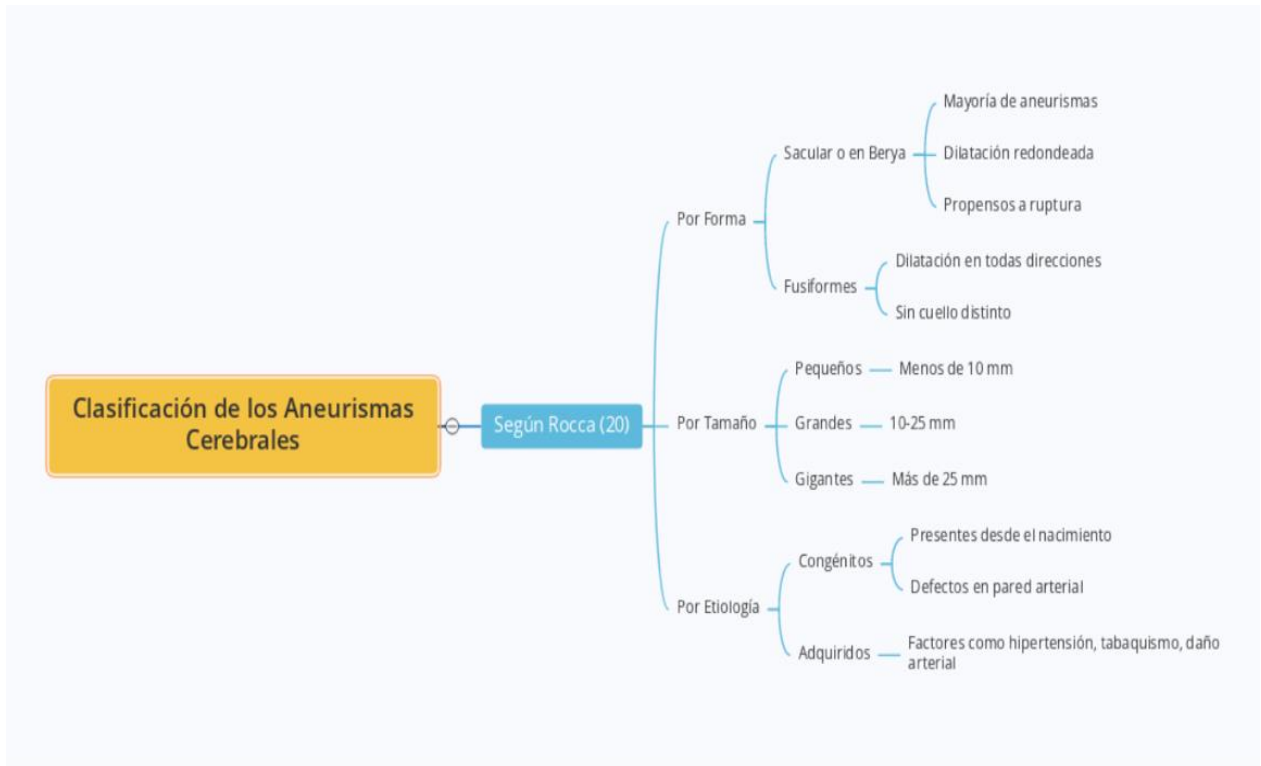 Clasificación de los Aneurismas
Cerebrales
Según Rocca (20)
Por Forma
Sacular o en Berya
Mayoría de aneurismas
Dilatación redondeada
Propensos a ruptura
Fusiformes
Dilatación en todas direcciones
Sin cuello distinto
Por Tamaño
Pequeños
Menos de 10 mm
Grandes
10-25 mm
Gigantes
Más de 25 mm
Por Etiología
Congénitos
Presentes desde el nacimiento
Defectos en pared arterial
Adquiridos
Factores como hipertensión, tabaquismo, daño
arterial